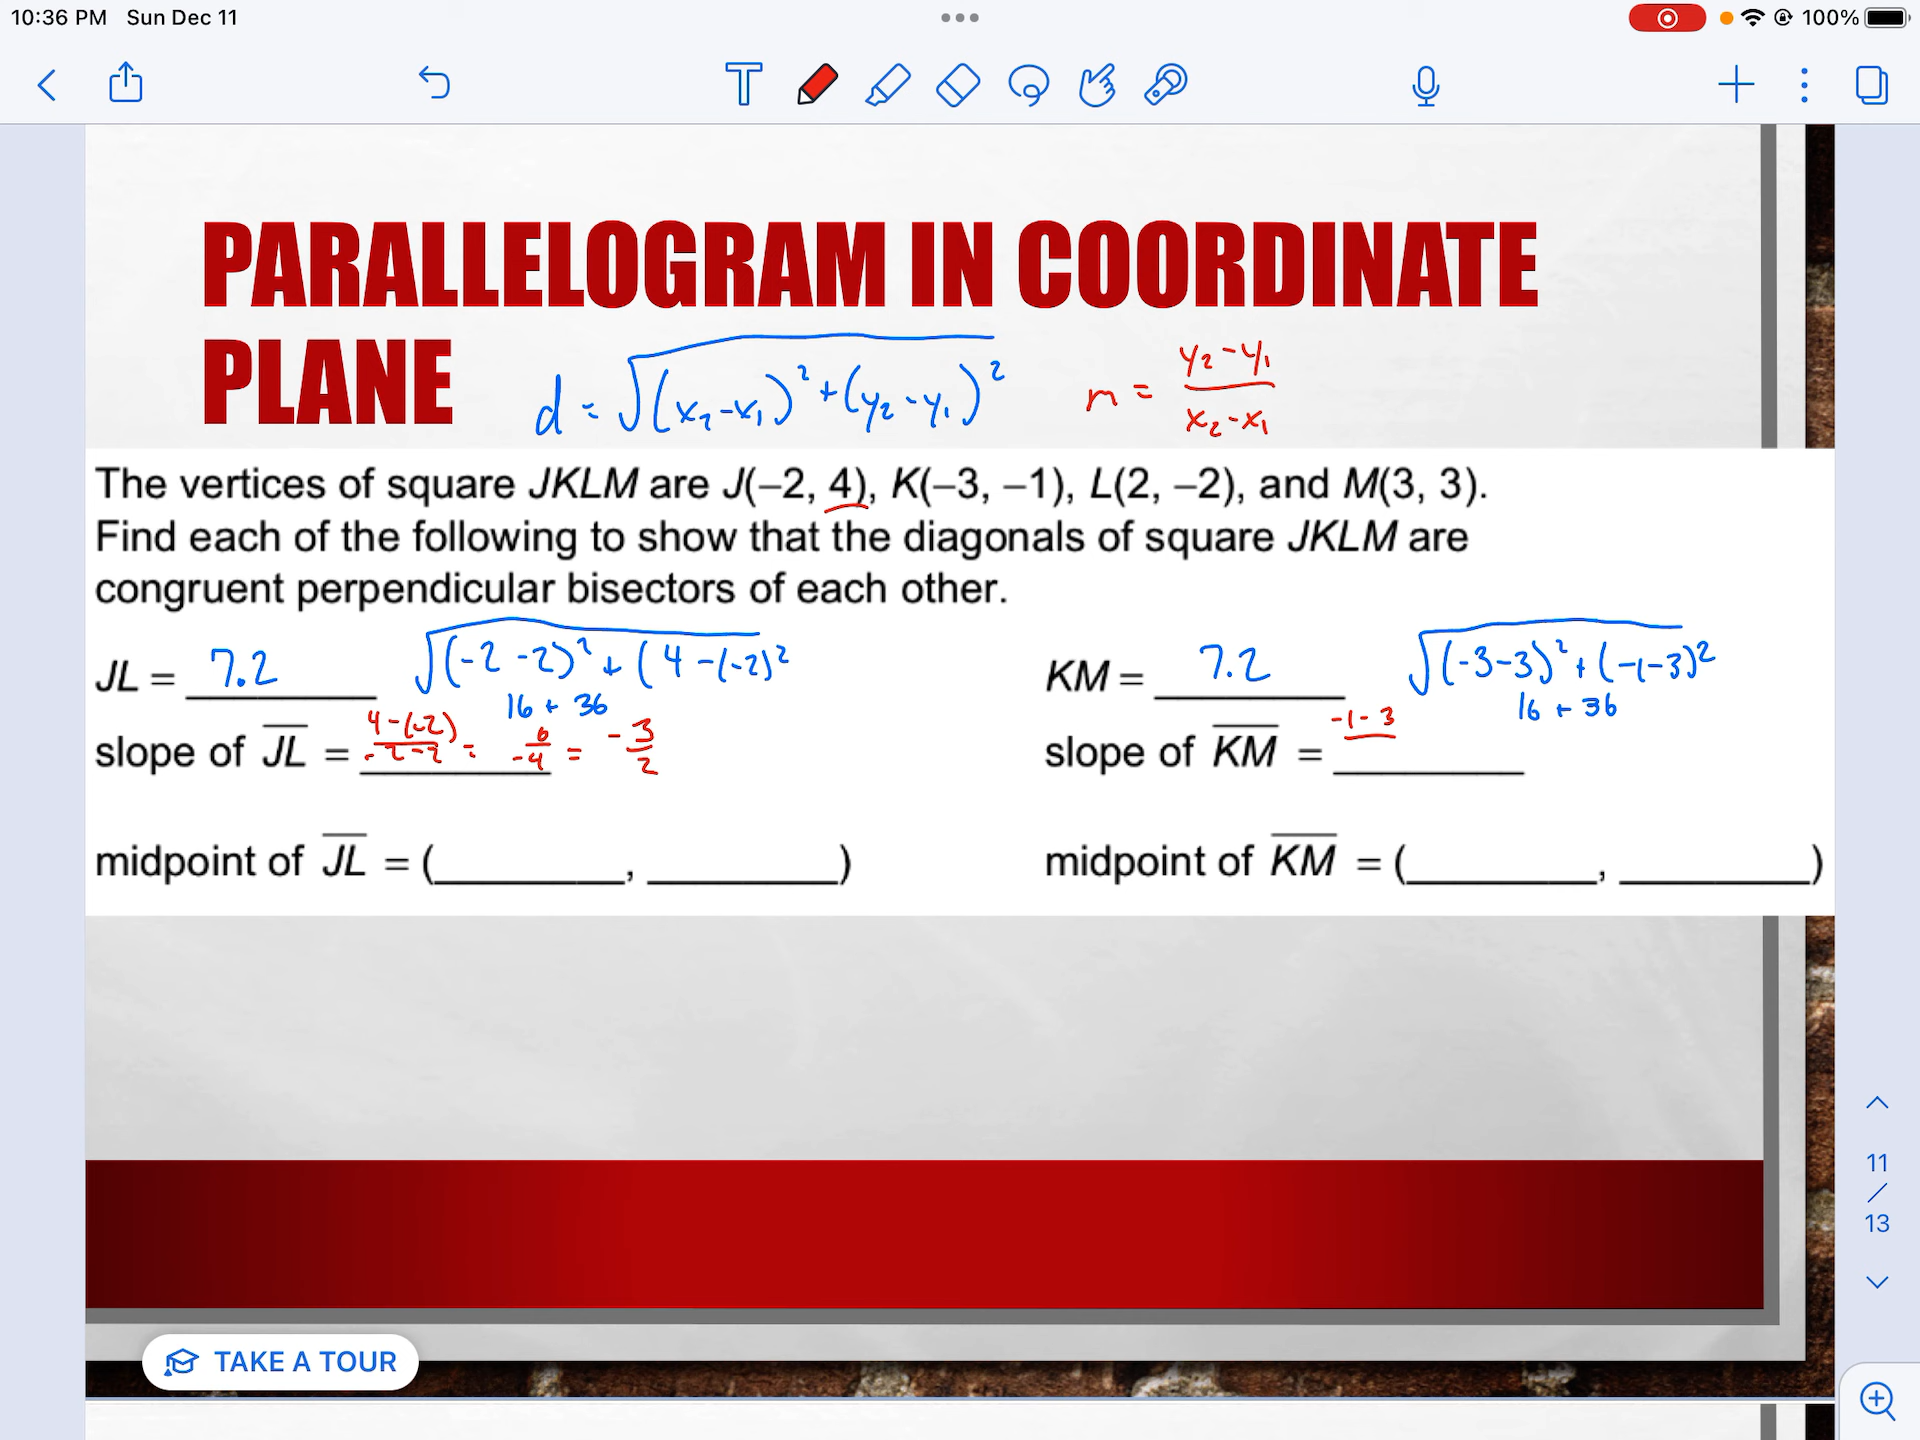 10:36 PM Sun Dec 11
100%
PARALLELOGRAM IN COORDINATE
PLANE
d = √(x₂-x₁)² + (y₂-y₁)²
m = y₂-y₁ / x₂-x₁
The vertices of square JKLM are J(–2, 4), K(–3, –1), L(2, –2), and M(3, 3).
Find each of the following to show that the diagonals of square JKLM are
congruent perpendicular bisectors of each other.
JL = 7.2 √(-2-2)² + (4-(-2)²
16 + 36
KM = 7.2 √(-3-3)² + (-1-3)²
16 + 36
slope of JL = 4-(-2) / -2-2 = 6/-4 = -3/2
slope of KM = -1-3
midpoint of JL = (________, ________)
midpoint of KM = (________, ________)
11
/
13
TAKE A TOUR